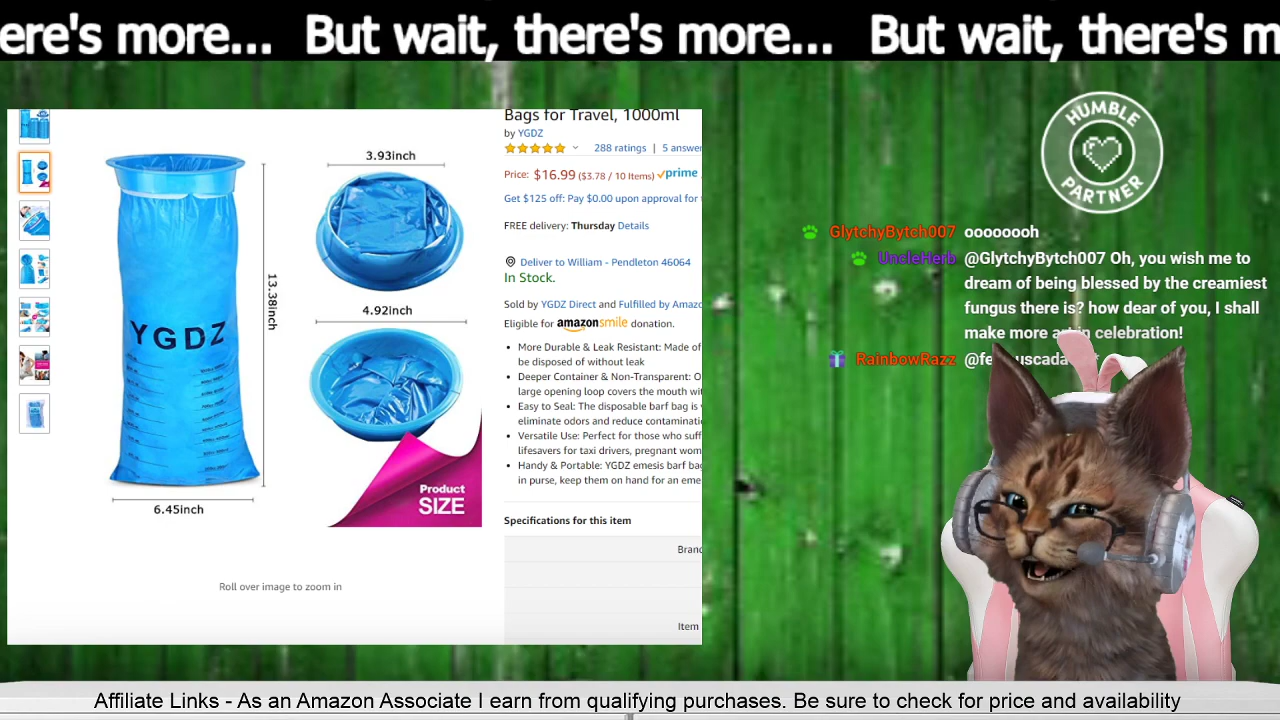 ere's more... But wait, there's more... But wait, there's m
Bags for Travel, 1000ml
by YGDZ
288 ratings | 5 answer
Price: $16.99 ($3.78 / 10 Items) prime
Get $125 off: Pay $0.00 upon approval for
FREE delivery: Thursday Details
Deliver to William - Pendleton 46064
In Stock.
Sold by YGDZ Direct and Fulfilled by Amazo
Eligible for amazonsmile donation.
• More Durable & Leak Resistant: Made of
be disposed of without leak
• Deeper Container & Non-Transparent: O
large opening loop covers the mouth wi
• Easy to Seal: The disposable barf bag is
eliminate odors and reduce contaminati
• Versatile Use: Perfect for those who suff
lifesavers for taxi drivers, pregnant wom
• Handy & Portable: YGDZ emesis barf bag
in purse, keep them on hand for an eme
Specifications for this item
Branc
Item
3.93inch
13.38inch
4.92inch
YGDZ
6.45inch
Product
SIZE
Roll over image to zoom in
HUMBLE
PARTNER
GlytchyBytch007 oooooooh
UncleHerb @GlytchyBytch007 Oh, you wish me to
dream of being blessed by the creamiest
fungus there is? how dear of you, I shall
make more celebration!
RainbowRazz
Affiliate Links - As an Amazon Associate I earn from qualifying purchases. Be sure to check for price and availability